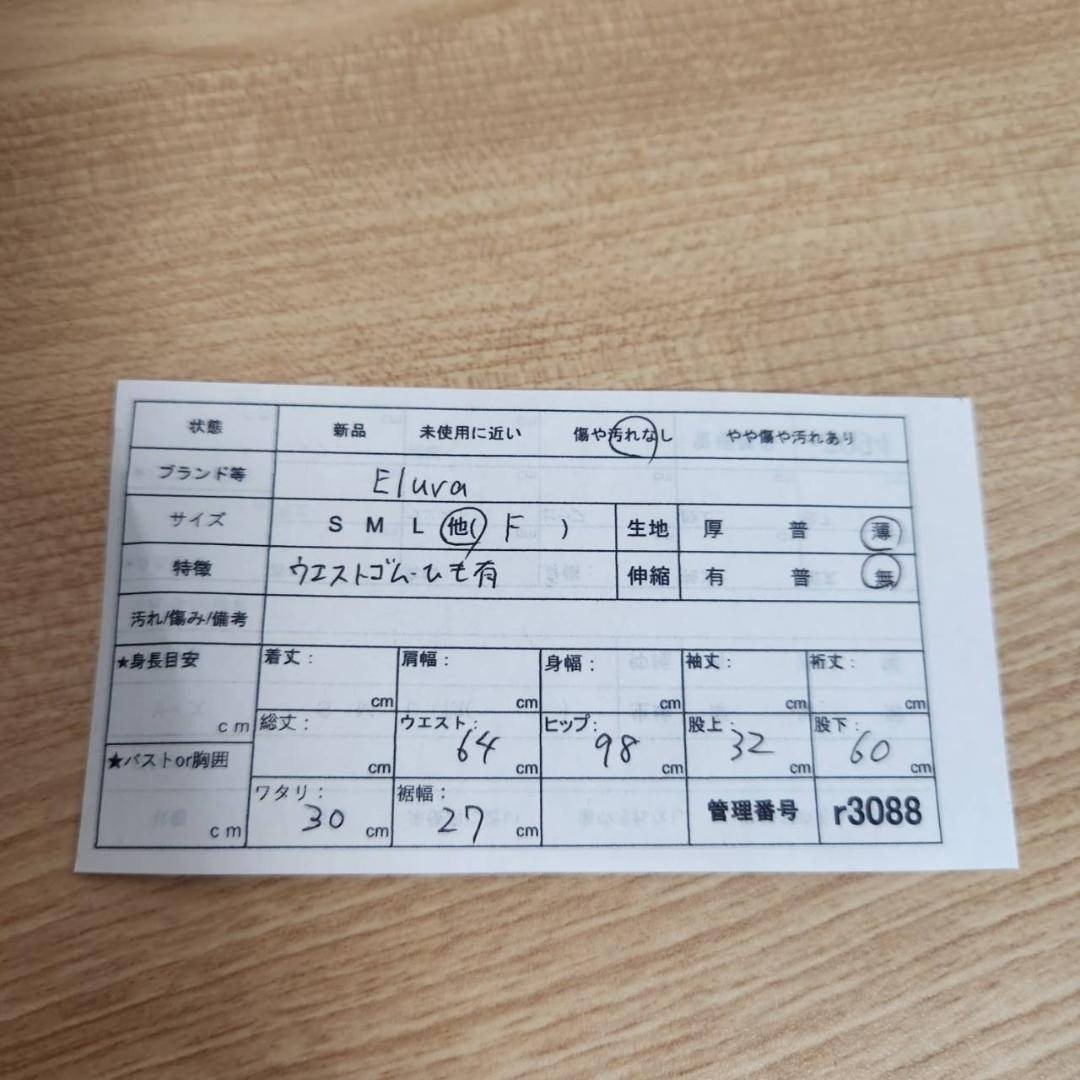 状態 新品 未使用に近い 傷や汚れなし やや傷や汚れあり
ブランド等 Elura
サイズ S M L 他( F ) 生地 厚 普 薄
特徴 ウエストゴム・ひも有 伸縮 有 普 無
汚れ/傷み/備考
★身長目安 cm
着丈: cm 肩幅: cm 身幅: cm 袖丈: cm 裄丈: cm
総丈: cm ウエスト: 64 cm ヒップ: 98 cm 股上: 32 cm 股下: 60 cm
★バストor胸囲 cm
ワタリ: 30 cm 裾幅: 27 cm 管理番号 r3088